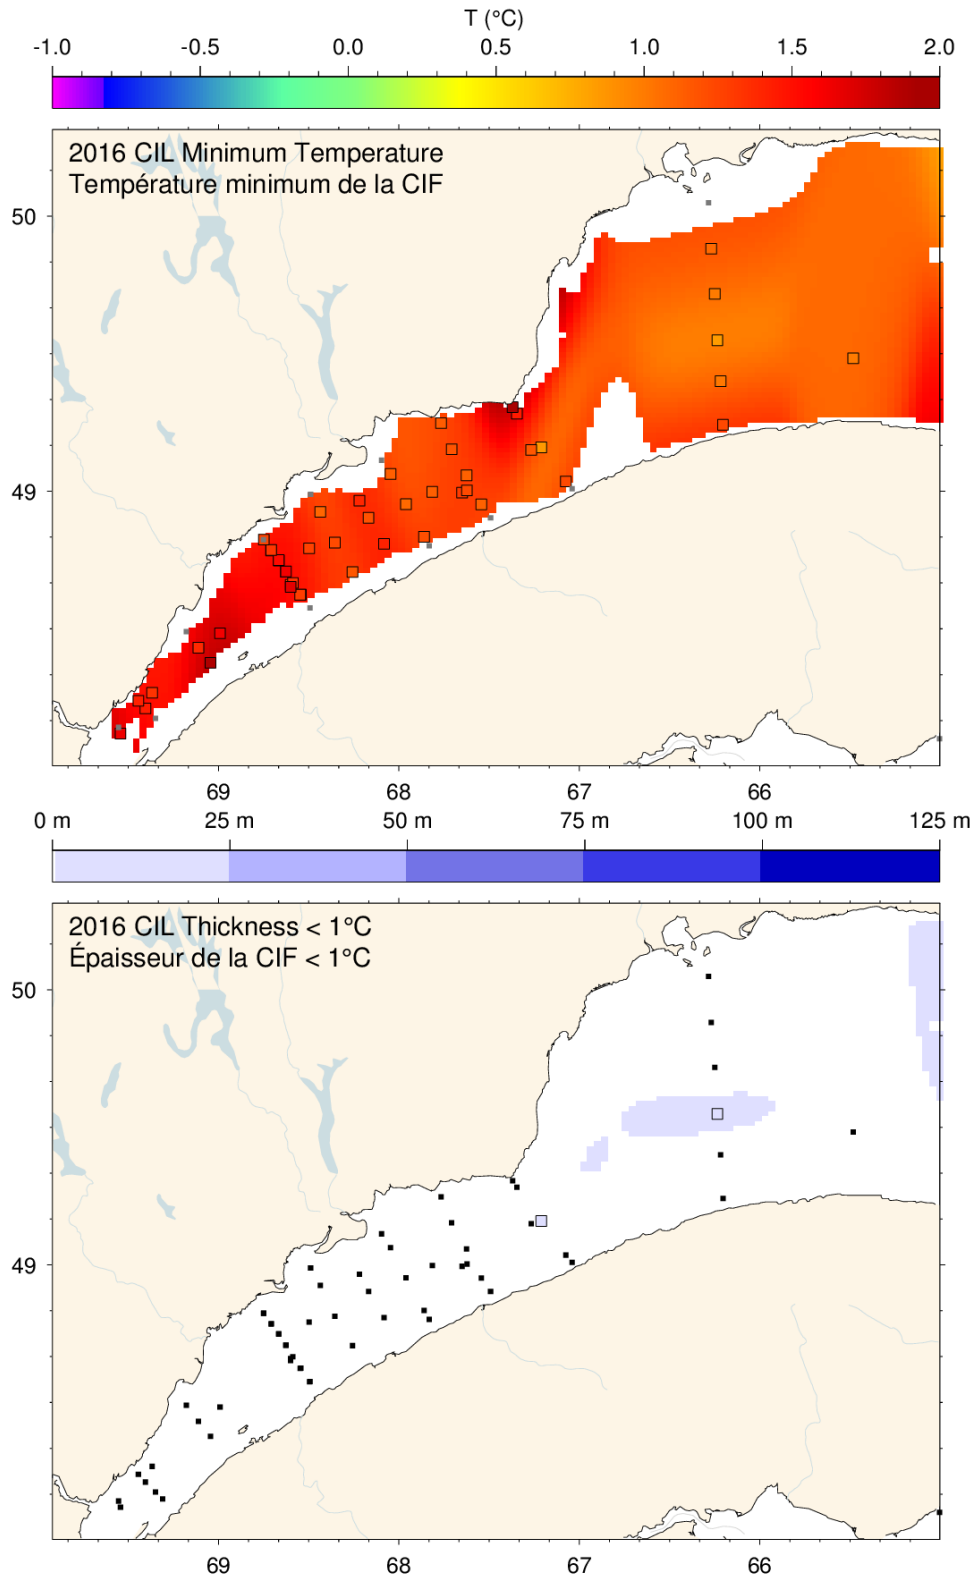 T (°C)
-1.0 -0.5 0.0 0.5 1.0 1.5 2.0
2016 CIL Minimum Temperature
Température minimum de la CIF
50
49
69 68 67 66
0 m 25 m 50 m 75 m 100 m 125 m
2016 CIL Thickness < 1°C
Épaisseur de la CIF < 1°C
50
49
69 68 67 66